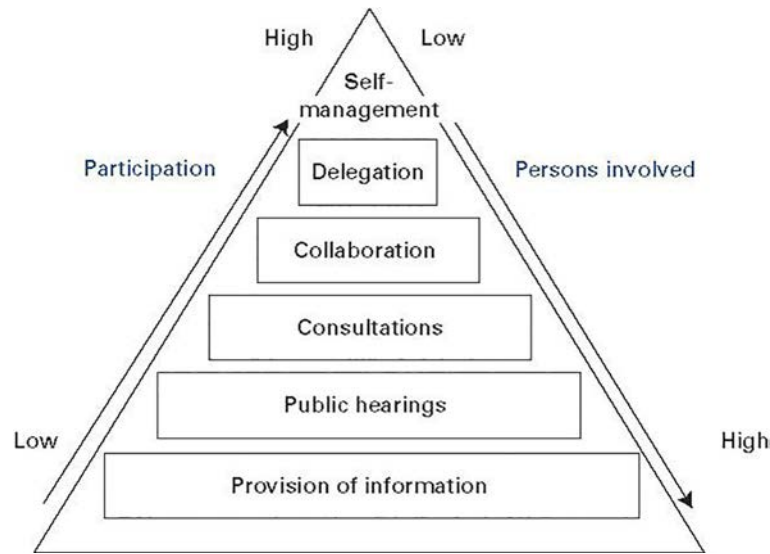 High
Low
Self-
management
Participation
Persons involved
Delegation
Collaboration
Consultations
Public hearings
Low
High
Provision of information